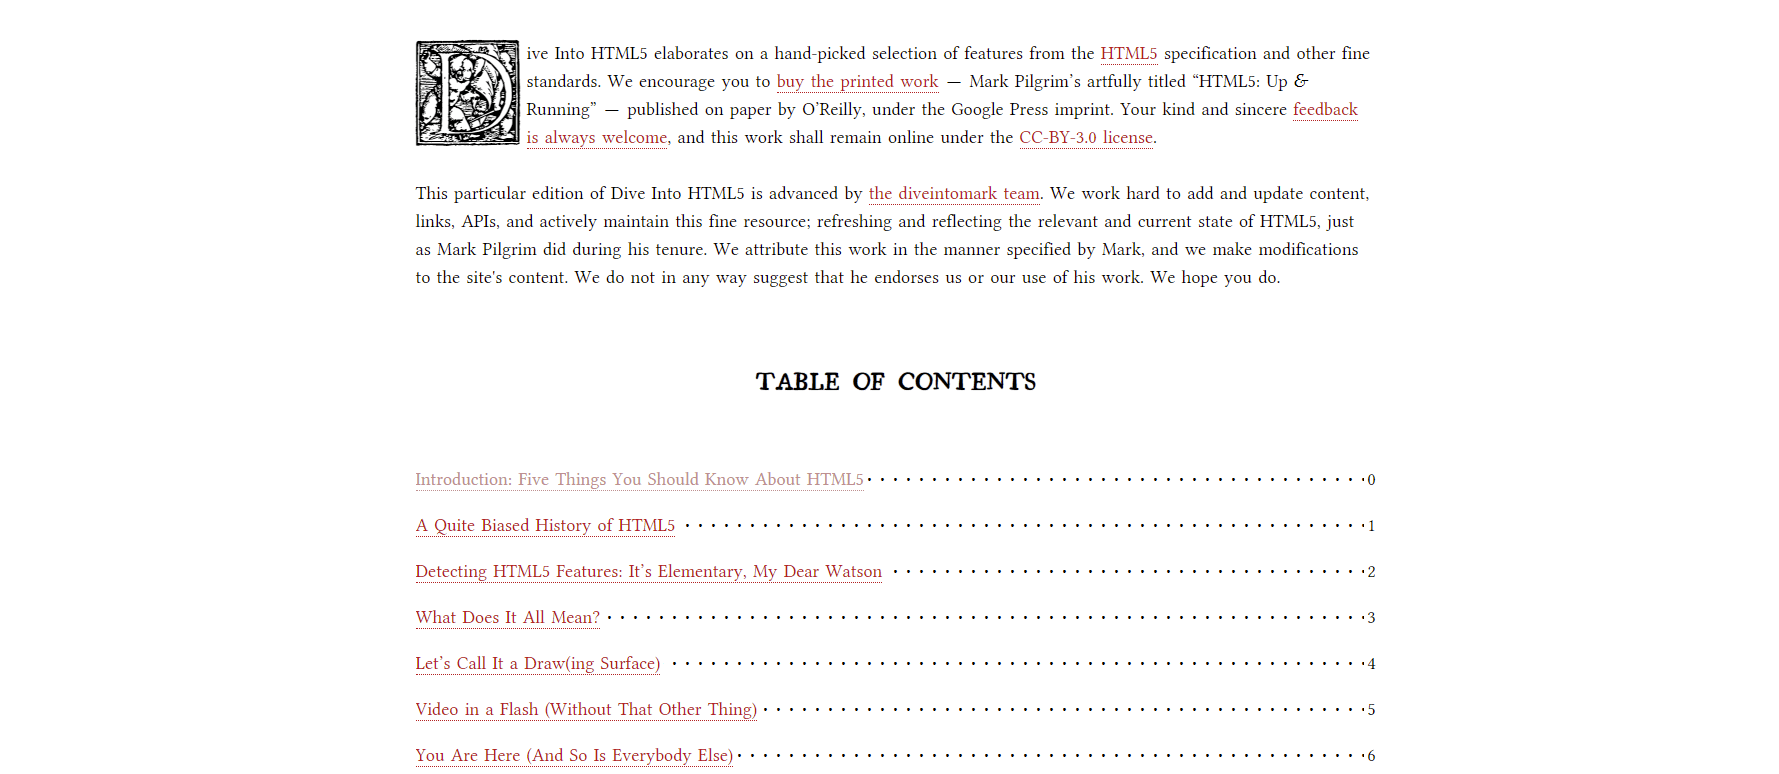 Dive Into HTML5 elaborates on a hand-picked selection of features from the HTML5 specification and other fine
standards. We encourage you to buy the printed work — Mark Pilgrim’s artfully titled “HTML5: Up &
Running” — published on paper by O’Reilly, under the Google Press imprint. Your kind and sincere feedback
is always welcome, and this work shall remain online under the CC-BY-3.0 license.
This particular edition of Dive Into HTML5 is advanced by the diveintomark team. We work hard to add and update content,
links, APIs, and actively maintain this fine resource; refreshing and reflecting the relevant and current state of HTML5, just
as Mark Pilgrim did during his tenure. We attribute this work in the manner specified by Mark, and we make modifications
to the site's content. We do not in any way suggest that he endorses us or our use of his work. We hope you do.
TABLE OF CONTENTS
Introduction: Five Things You Should Know About HTML5 0
A Quite Biased History of HTML5 1
Detecting HTML5 Features: It’s Elementary, My Dear Watson 2
What Does It All Mean? 3
Let’s Call It a Draw(ing Surface) 4
Video in a Flash (Without That Other Thing) 5
You Are Here (And So Is Everybody Else) 6